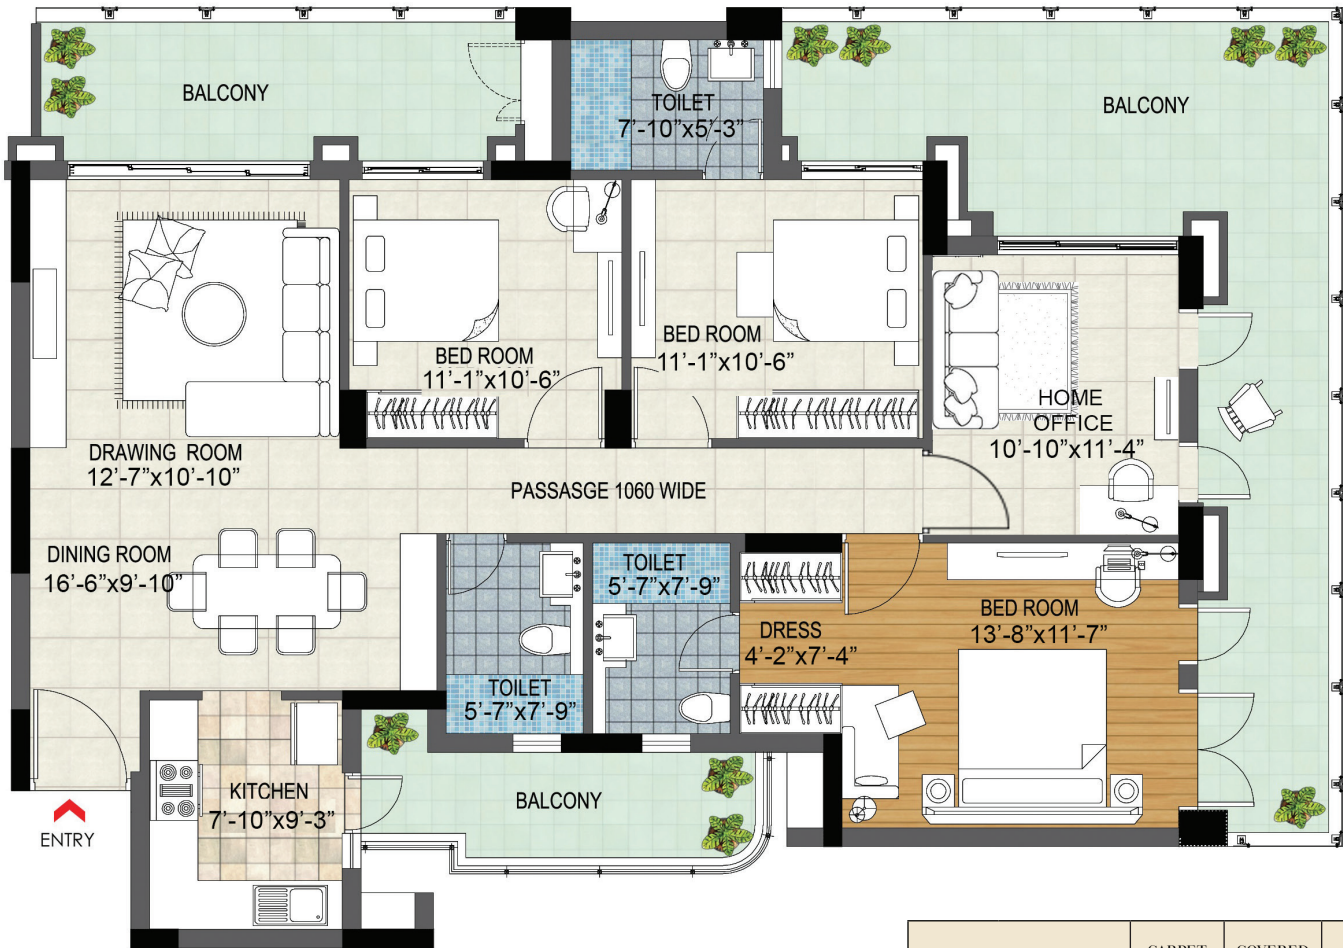 BALCONY
TOILET
7'-10"x5'-3"
BALCONY
BED ROOM
11'-1"x10'-6"
BED ROOM
11'-1"x10'-6"
HOME
OFFICE
10'-10"x11'-4"
DRAWING ROOM
12'-7"x10'-10"
PASSASGE 1060 WIDE
DINING ROOM
16'-6"x9'-10"
TOILET
5'-7"x7'-9"
BED ROOM
13'-8"x11'-7"
DRESS
4'-2"x7'-4"
TOILET
5'-7"x7'-9"
KITCHEN
7'-10"x9'-3"
BALCONY
ENTRY
CARPET COVERED